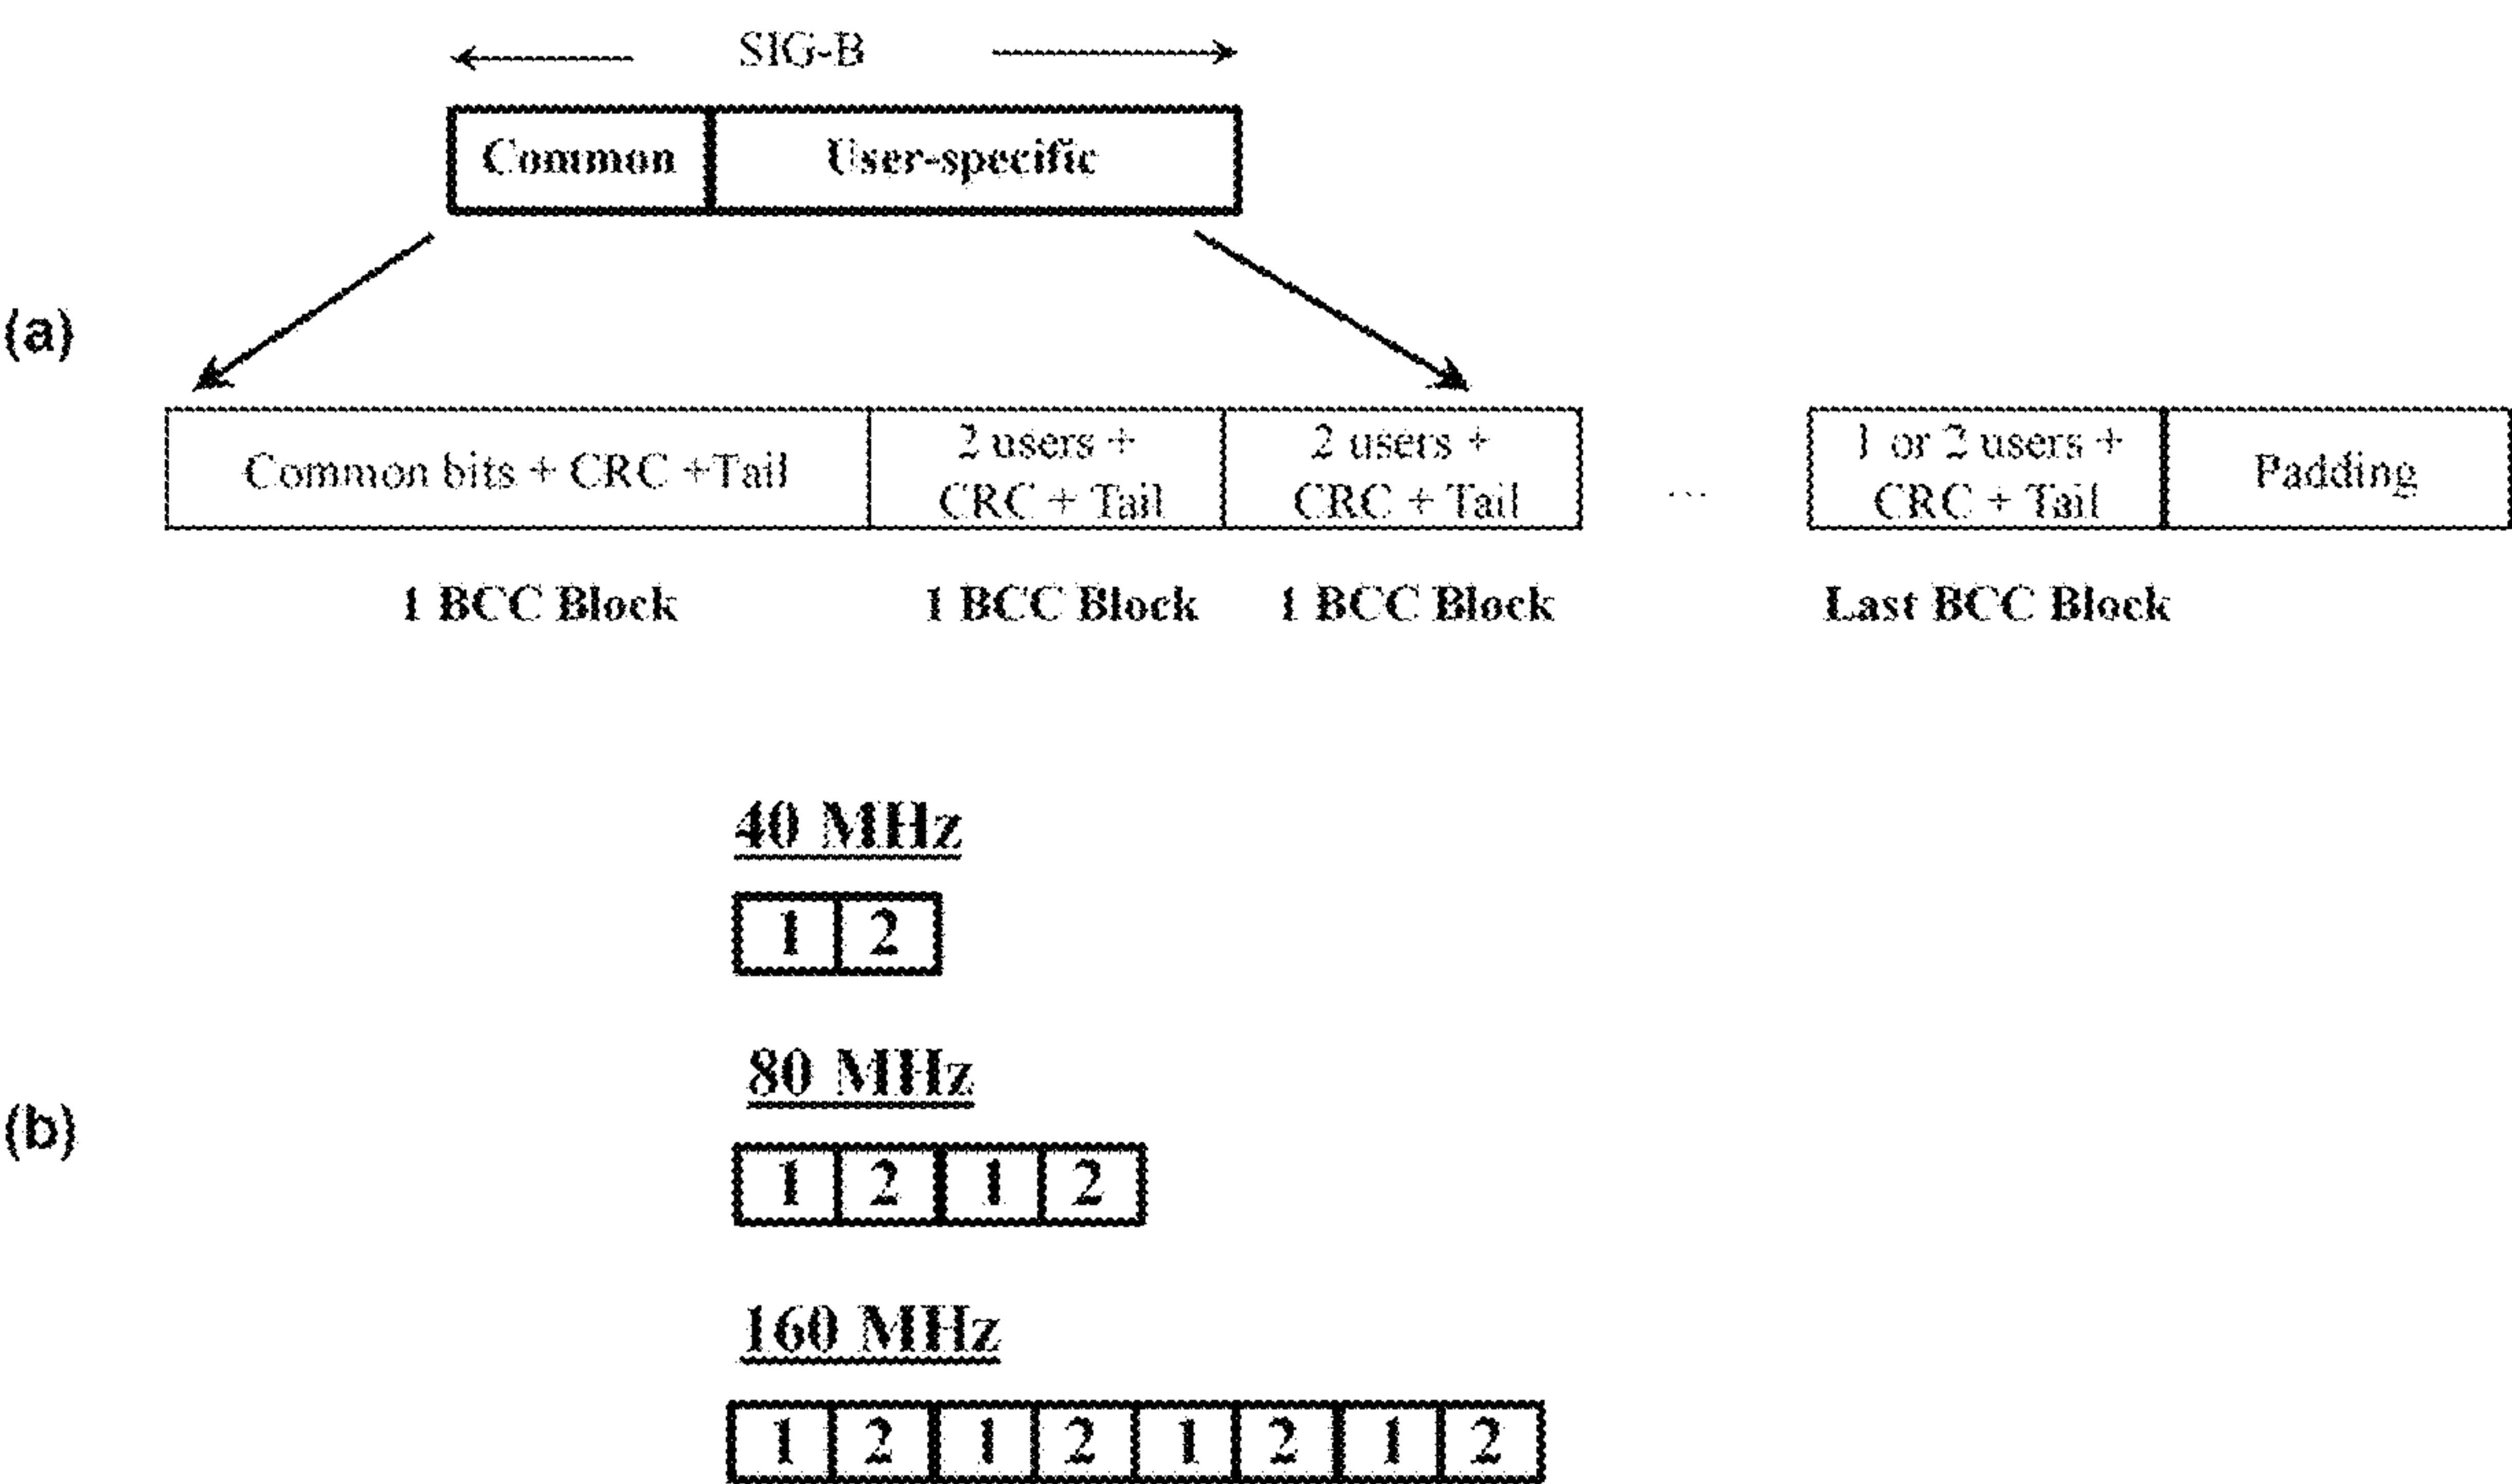 SIG-B
Common User-specific
(a)
Common bits + CRC +Tail
2 users +
CRC + Tail
2 users +
CRC + Tail
...
1 or 2 users +
CRC + Tail
Padding
1 BCC Block 1 BCC Block 1 BCC Block Last BCC Block
40 MHz
1 2
80 MHz
(b)
1 2 1 2
160 MHz
1 2 1 2 1 2 1 2